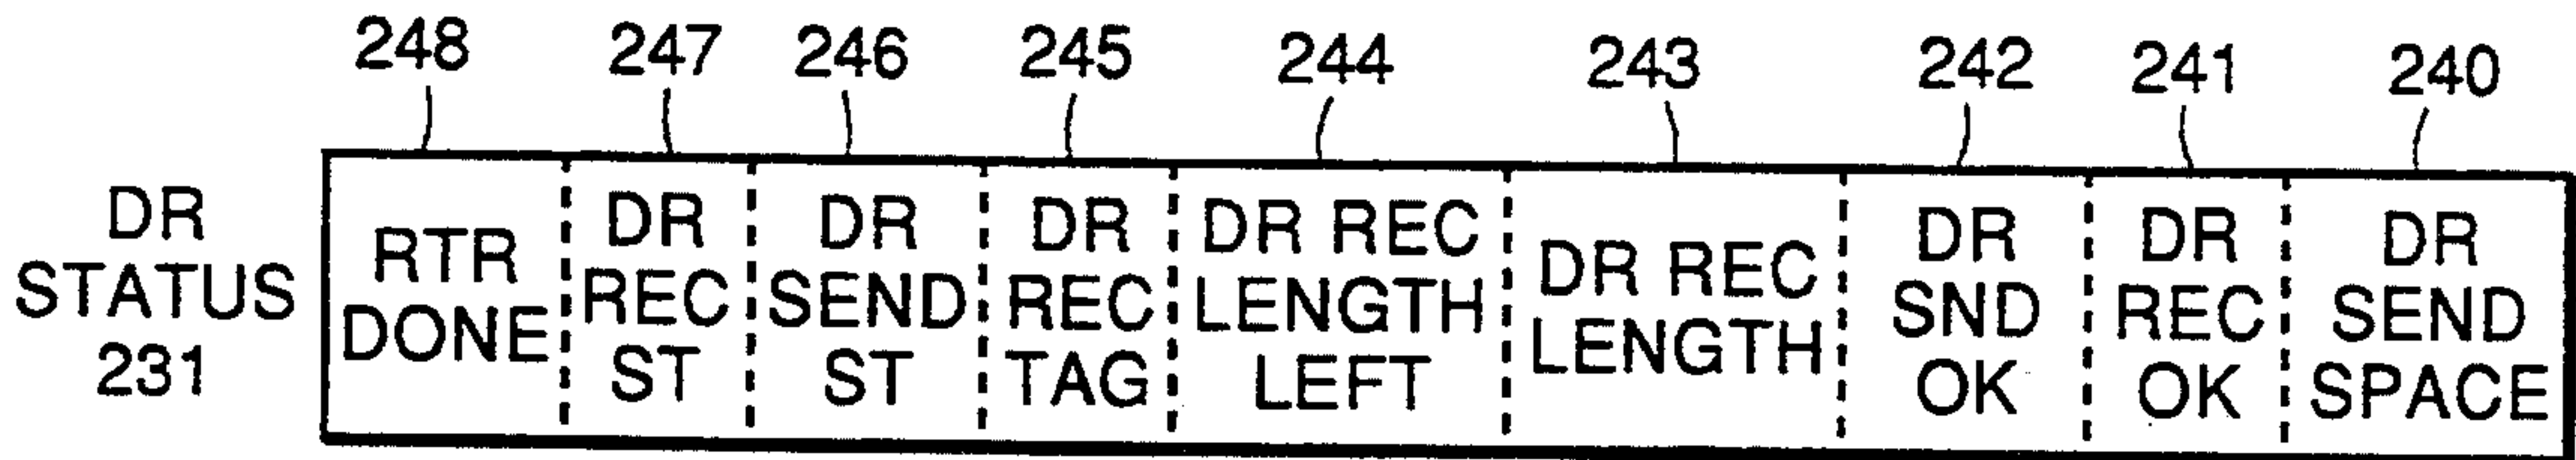 248 247 246 245 244 243 242 241 240
DR
STATUS
231
RTR
DONE
DR
REC
ST
DR
SEND
ST
DR
REC
TAG
DR REC
LENGTH
LEFT
DR REC
LENGTH
DR
SND
OK
DR
REC
OK
DR
SEND
SPACE